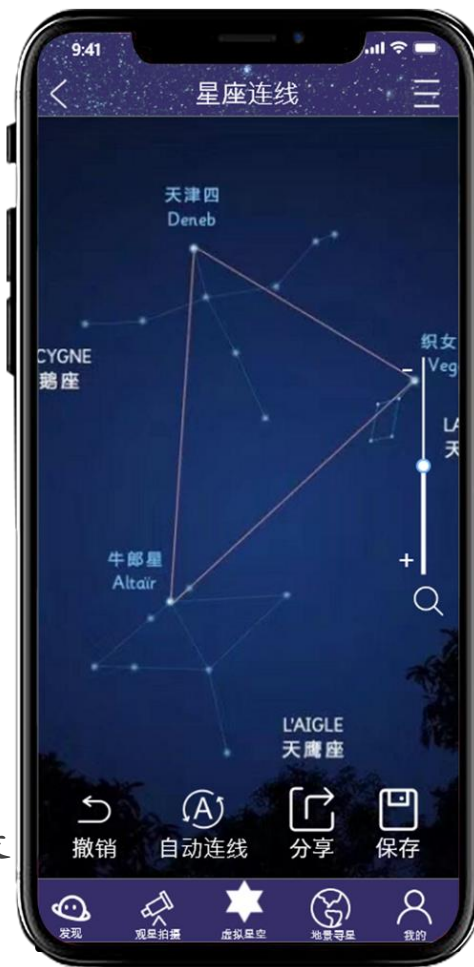 9:41
星座连线
天津四
Deneb
CYGNE
鹅座
织女
Veg
LA
天
牛郎星
Altaïr
L'AIGLE
天鹰座
撤销 自动连线 分享 保存
发现 观星拍摄 虚拟星空 地景寻星 我的